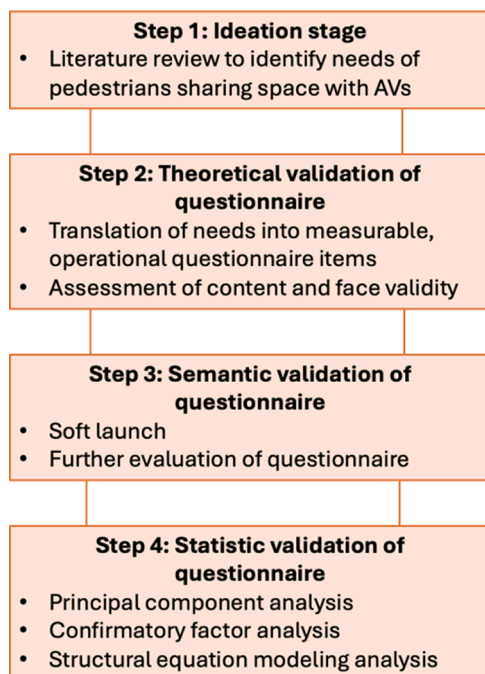 Step 1: Ideation stage
• Literature review to identify needs of
pedestrians sharing space with AVs
Step 2: Theoretical validation of
questionnaire
• Translation of needs into measurable,
operational questionnaire items
• Assessment of content and face validity
Step 3: Semantic validation of
questionnaire
• Soft launch
• Further evaluation of questionnaire
Step 4: Statistic validation of
questionnaire
• Principal component analysis
• Confirmatory factor analysis
• Structural equation modeling analysis